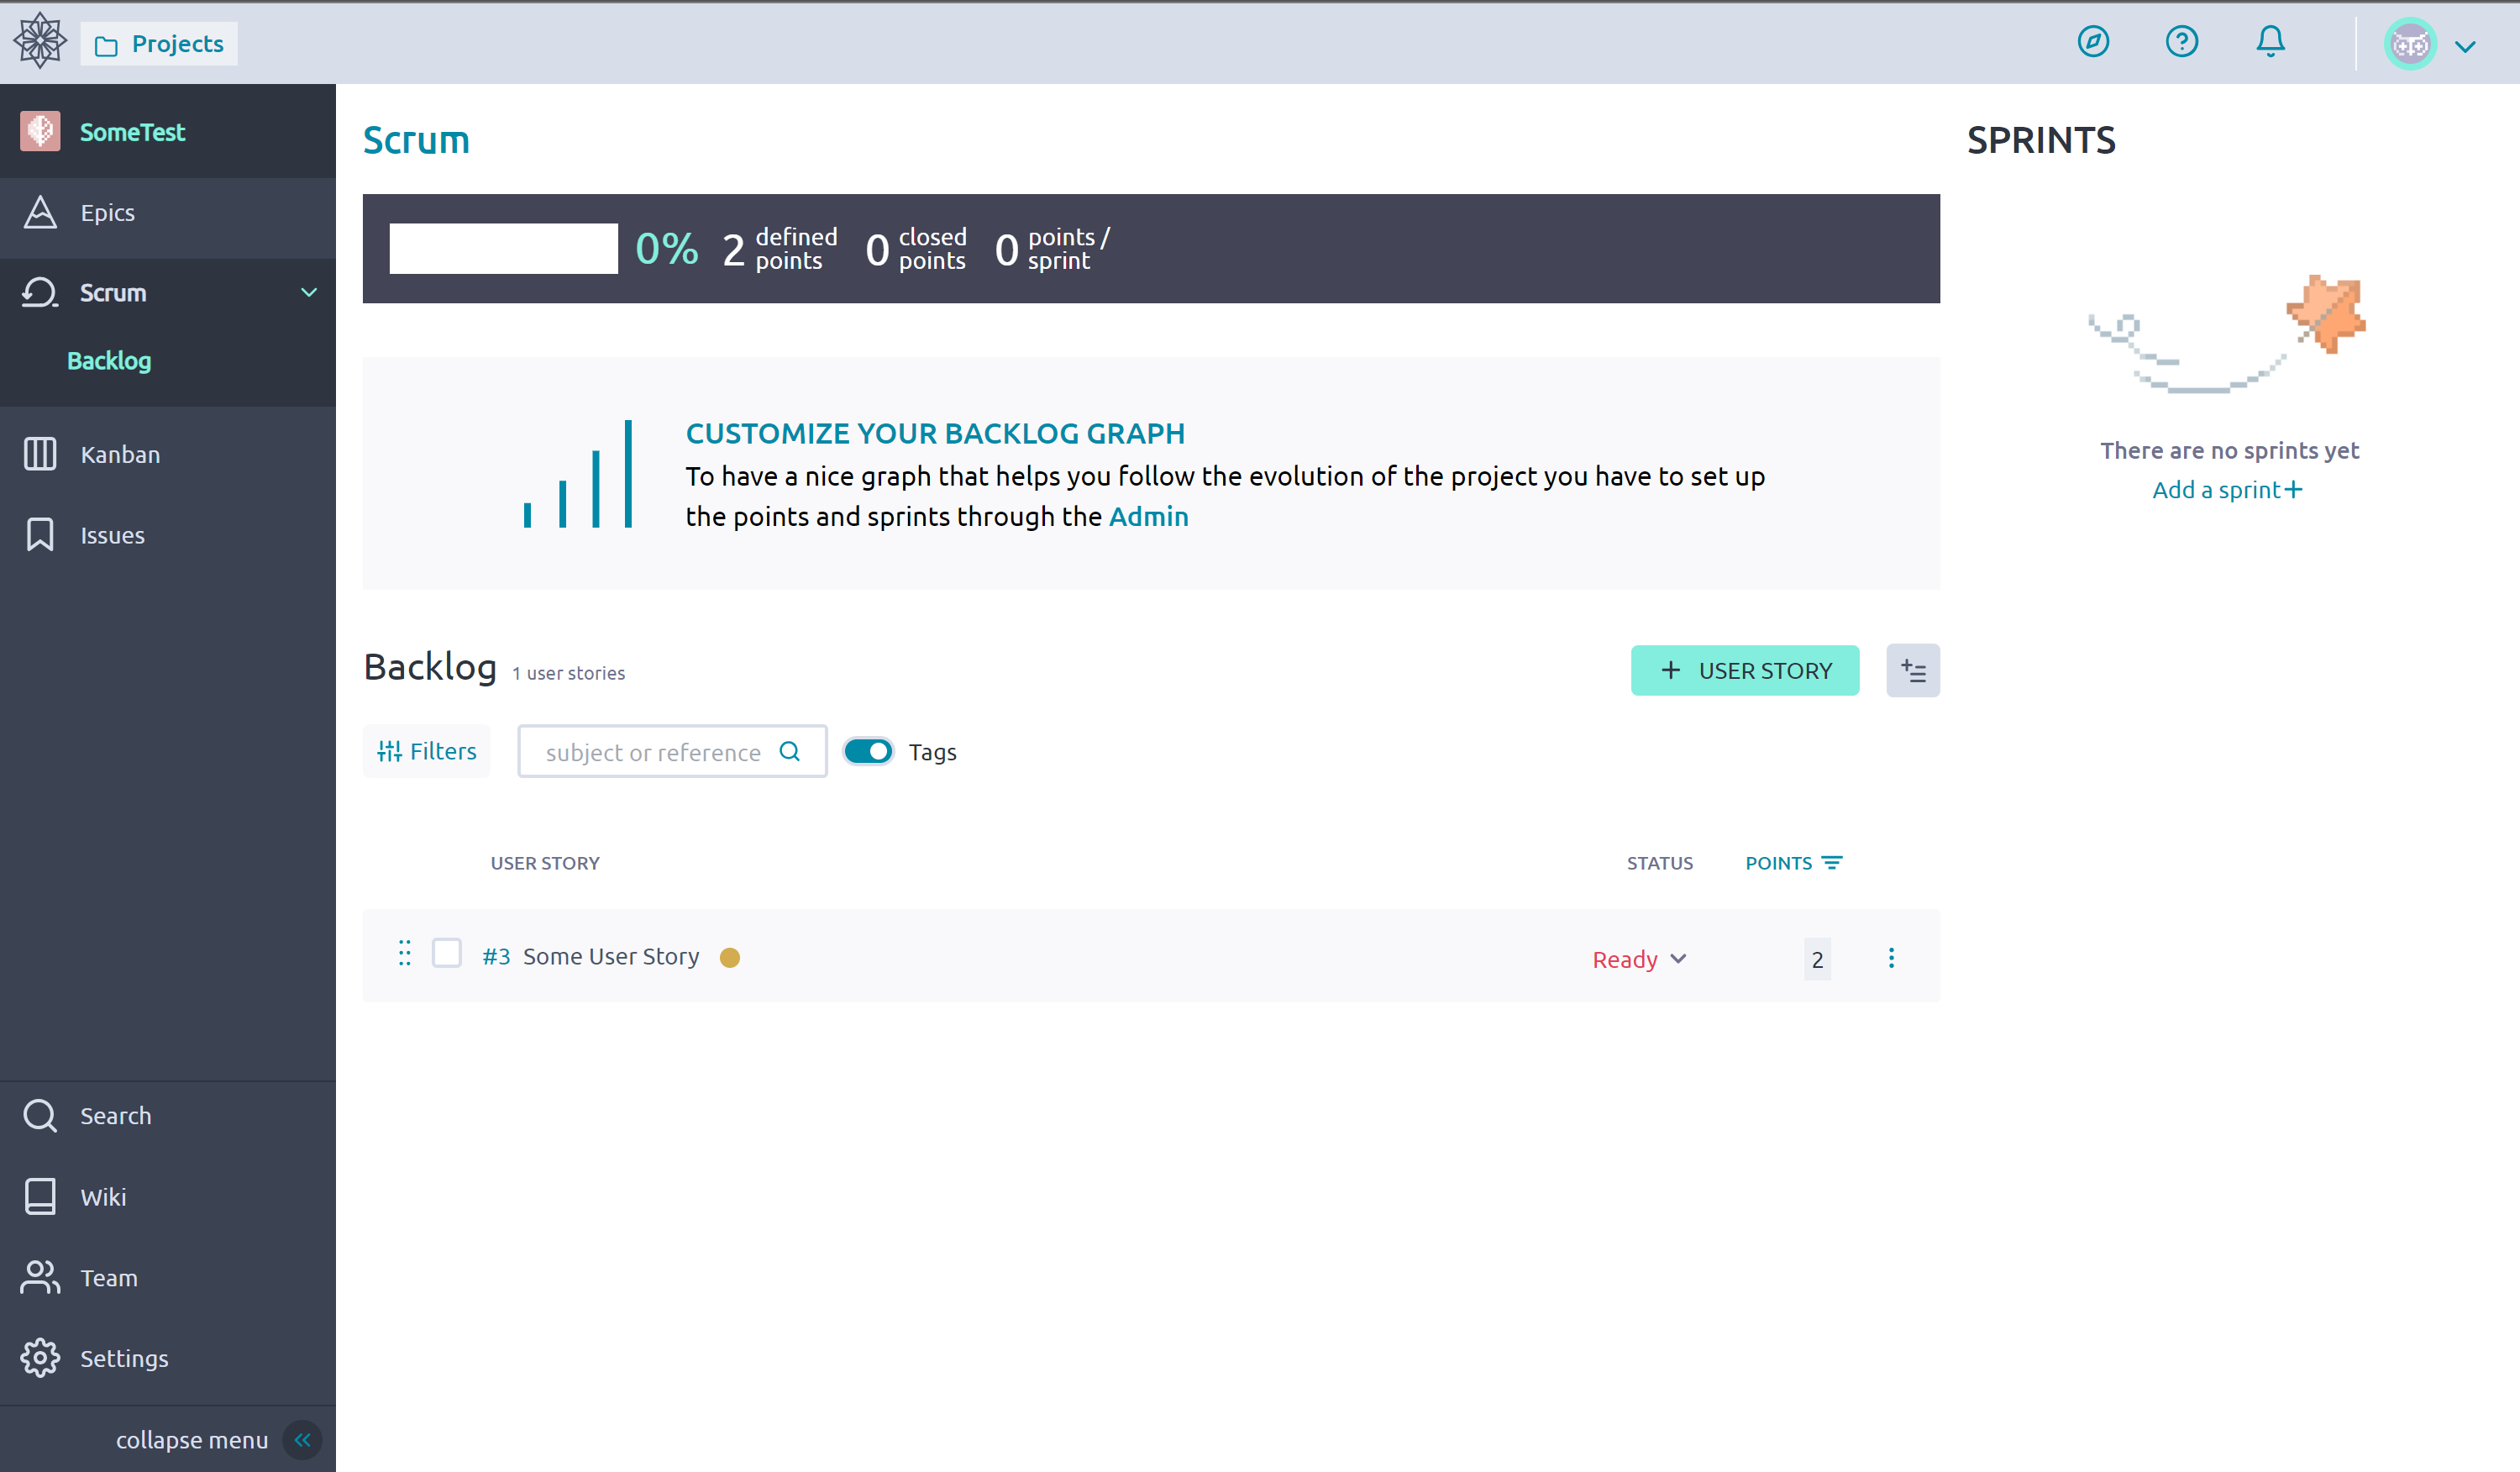 Projects
SomeTest
Epics
Scrum
Backlog
Kanban
Issues
Search
Wiki
Team
Settings
collapse menu
Scrum
0% 2 defined points 0 closed points 0 points / sprint
CUSTOMIZE YOUR BACKLOG GRAPH
To have a nice graph that helps you follow the evolution of the project you have to set up
the points and sprints through the Admin
Backlog 1 user stories
USER STORY
Filters subject or reference Tags
USER STORY STATUS POINTS
#3 Some User Story Ready 2
SPRINTS
There are no sprints yet
Add a sprint